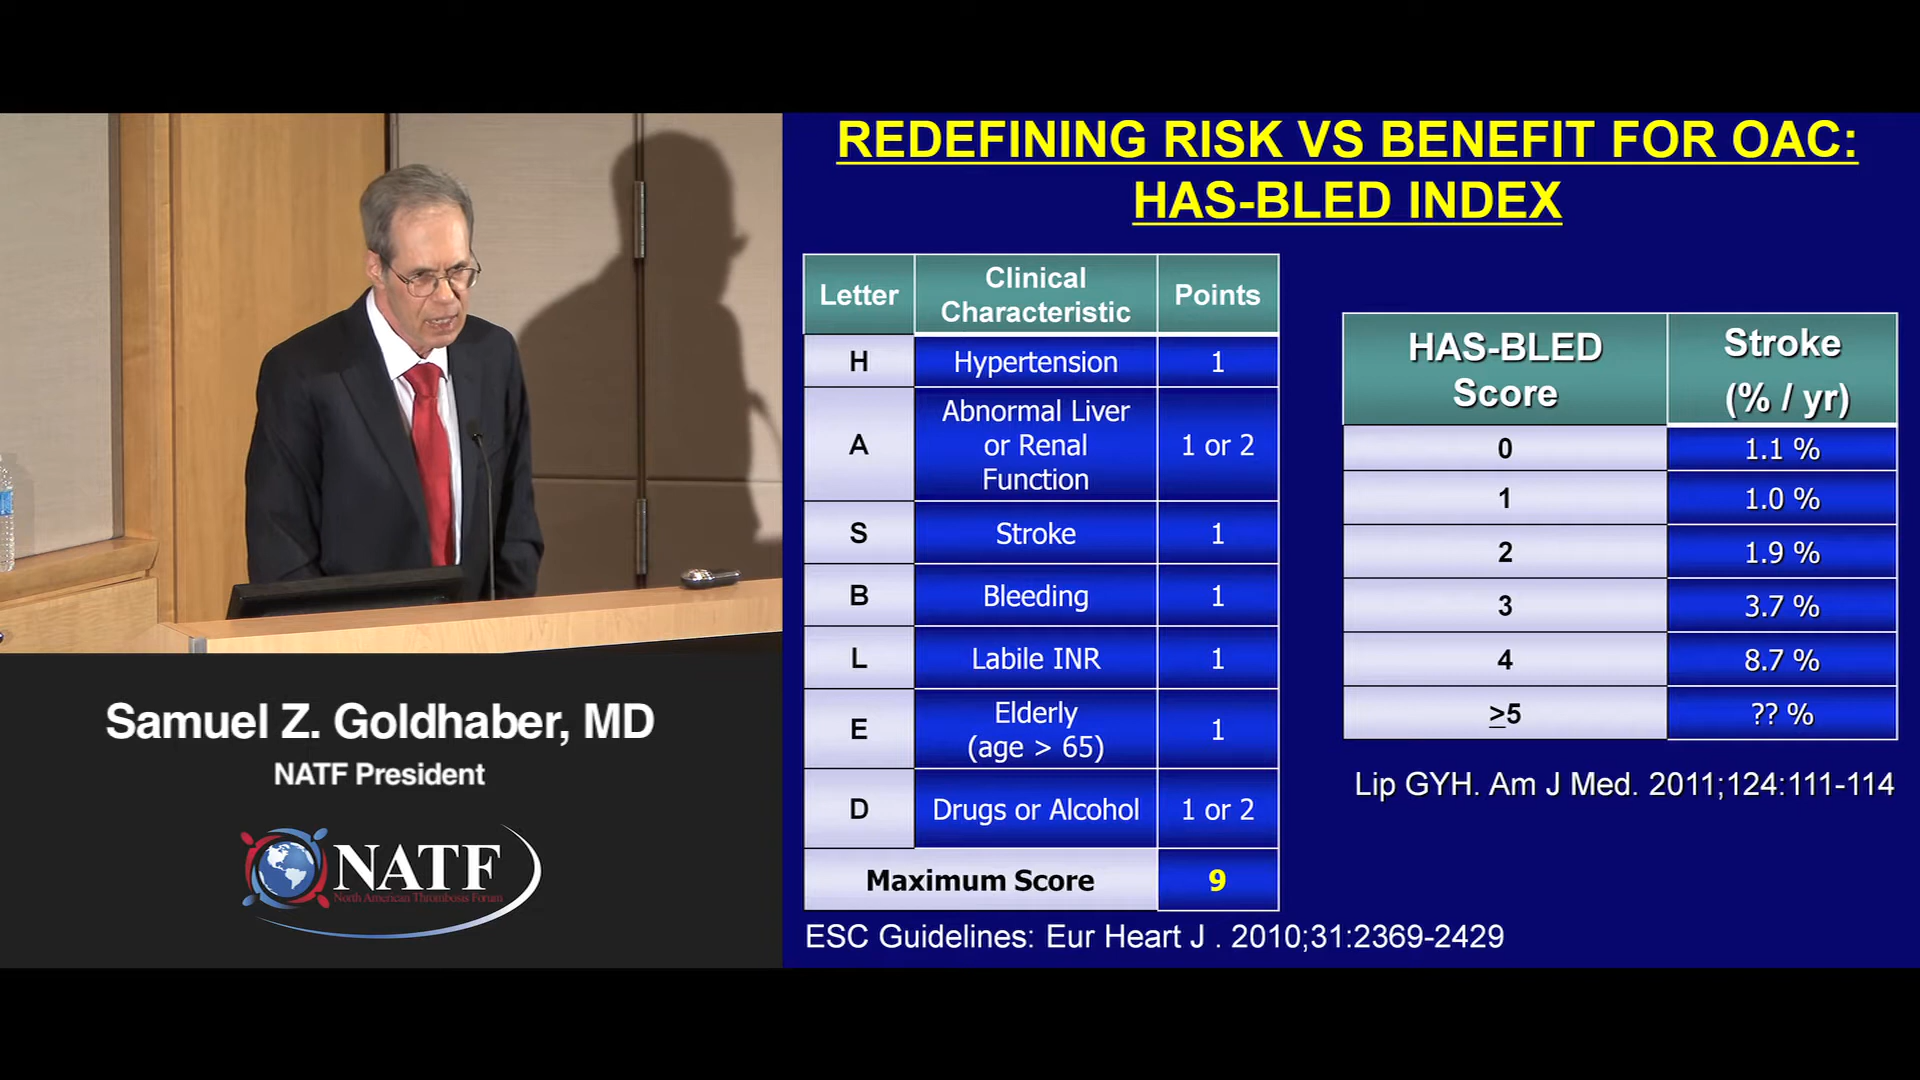 REDEFINING RISK VS BENEFIT FOR OAC:
HAS-BLED INDEX
Letter
Clinical
Characteristic
Points
H
Hypertension
1
A
Abnormal Liver
or Renal
Function
1 or 2
S
Stroke
1
B
Bleeding
1
L
Labile INR
1
E
Elderly
(age > 65)
1
D
Drugs or Alcohol
1 or 2
Maximum Score
9
ESC Guidelines: Eur Heart J . 2010;31:2369-2429
HAS-BLED
Score
Stroke
(% / yr)
0
1.1 %
1
1.0 %
2
1.9 %
3
3.7 %
4
8.7 %
≥5
?? %
Lip GYH. Am J Med. 2011;124:111-114
Samuel Z. Goldhaber, MD
NATF President
NATF
North American Thrombosis Forum